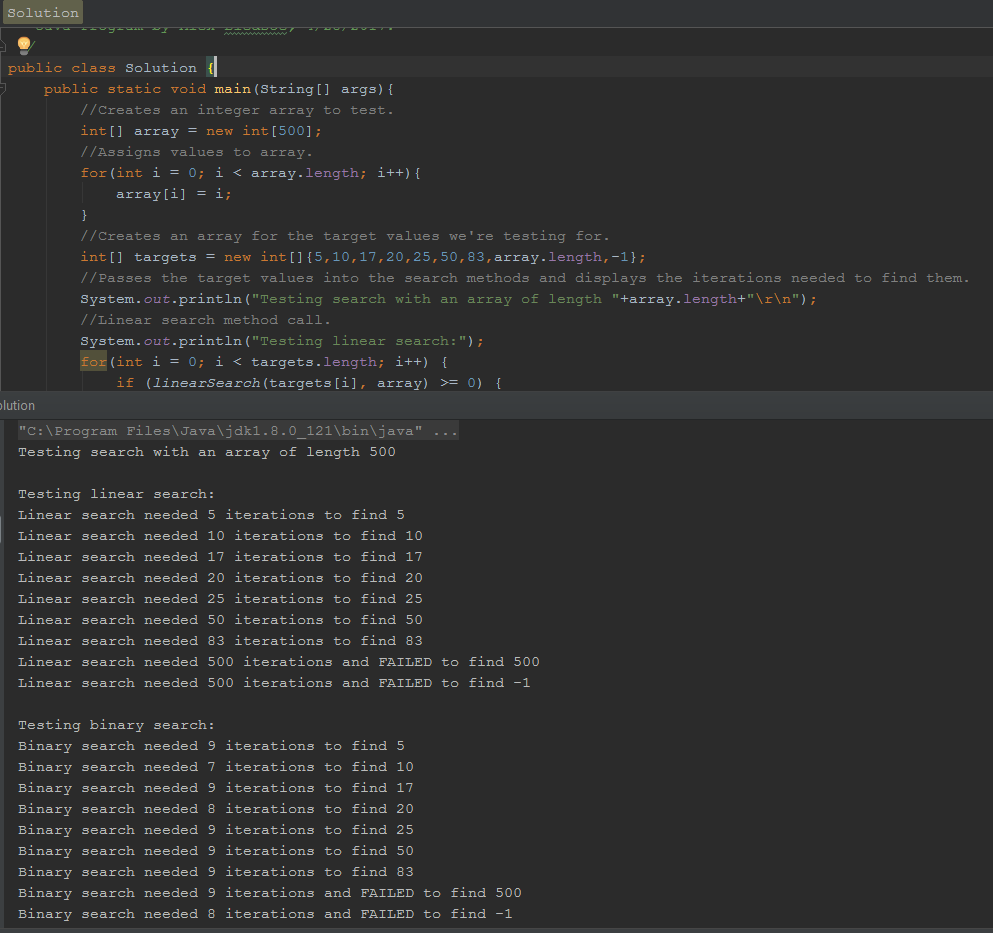 Solution
public class Solution {
public static void main(String[] args){
//Creates an integer array to test.
int[] array = new int[500];
//Assigns values to array.
for(int i = 0; i < array.length; i++){
array[i] = i;
}
//Creates an array for the target values we're testing for.
int[] targets = new int[]{5,10,17,20,25,50,83,array.length,-1};
//Passes the target values into the search methods and displays the iterations needed to find them.
System.out.println("Testing search with an array of length "+array.length+"\r\n");
//Linear search method call.
System.out.println("Testing linear search:");
for(int i = 0; i < targets.length; i++) {
if (linearSearch(targets[i], array) >= 0) {
olution
"C:\Program Files\Java\jdk1.8.0_121\bin\java" ...
Testing search with an array of length 500
Testing linear search:
Linear search needed 5 iterations to find 5
Linear search needed 10 iterations to find 10
Linear search needed 17 iterations to find 17
Linear search needed 20 iterations to find 20
Linear search needed 25 iterations to find 25
Linear search needed 50 iterations to find 50
Linear search needed 83 iterations to find 83
Linear search needed 500 iterations and FAILED to find 500
Linear search needed 500 iterations and FAILED to find -1
Testing binary search:
Binary search needed 9 iterations to find 5
Binary search needed 7 iterations to find 10
Binary search needed 9 iterations to find 17
Binary search needed 8 iterations to find 20
Binary search needed 9 iterations to find 25
Binary search needed 9 iterations to find 50
Binary search needed 9 iterations to find 83
Binary search needed 9 iterations and FAILED to find 500
Binary search needed 8 iterations and FAILED to find -1